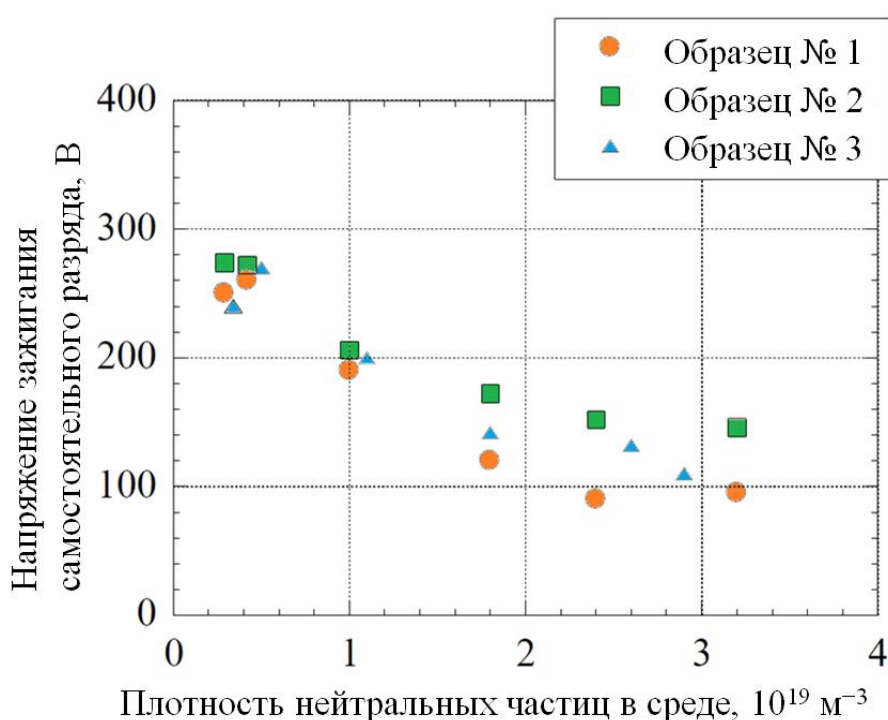 Образец № 1
Образец № 2
Образец № 3
400
300
200
100
0
0 1 2 3 4
Напряжение зажигания
самостоятельного разряда, В
Плотность нейтральных частиц в среде, 10¹⁹ м⁻³